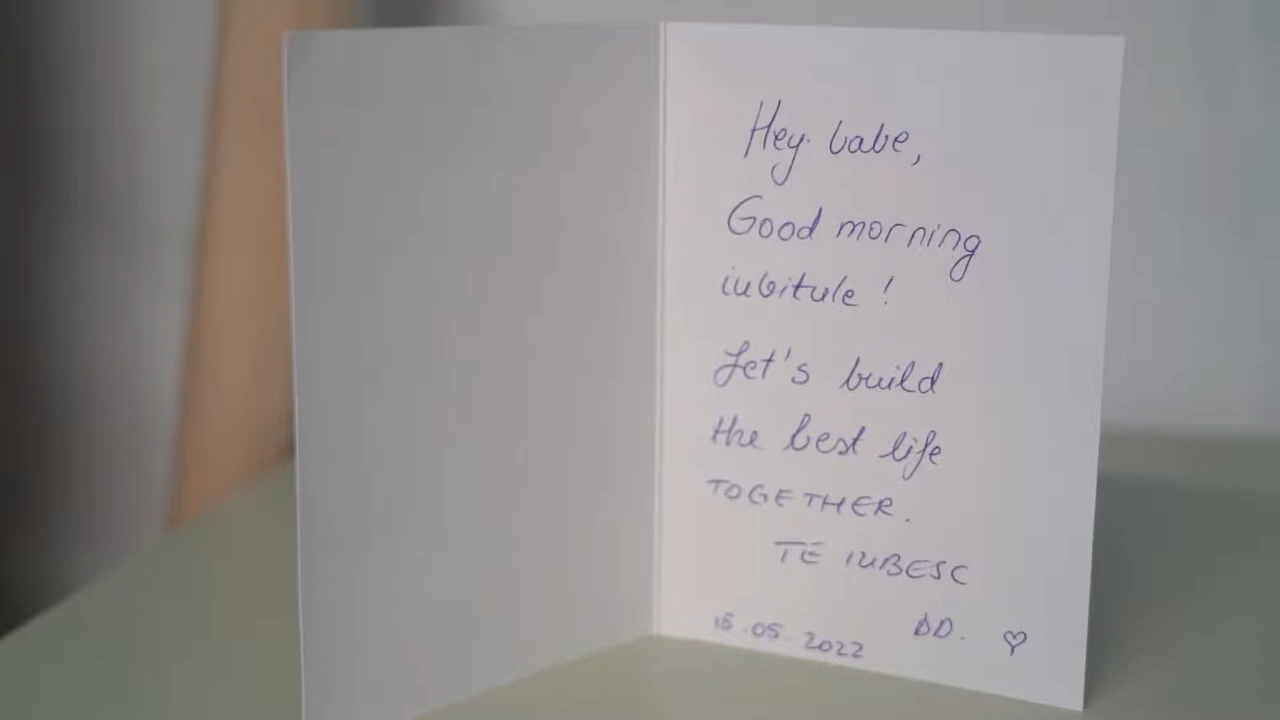 Hey babe,
Good morning
iubitule!
Let's build
the best life
TOGETHER.
TE IUBESC
DD. ♡
15.05.2022